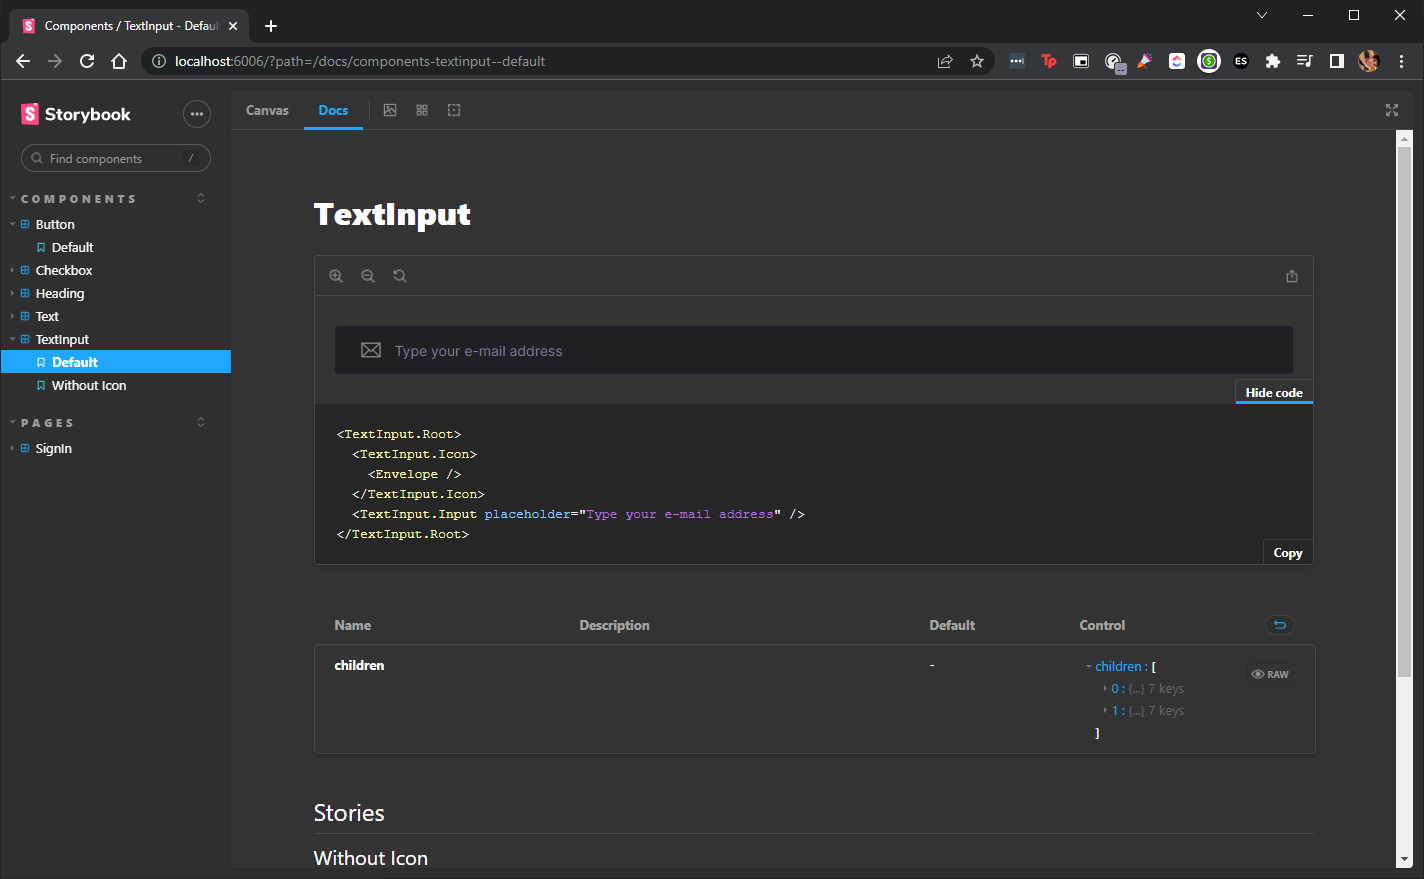 Components / TextInput - Defaul
localhost:6006/?path=/docs/components-textinput--default
Tp
ES
Storybook
Find components
/
Canvas
Docs
COMPONENTS
Button
Default
Checkbox
Heading
Text
TextInput
Default
Without Icon
PAGES
SignIn
TextInput
Type your e-mail address
Hide code
<TextInput.Root>
<TextInput.Icon>
<Envelope />
</TextInput.Icon>
<TextInput.Input placeholder="Type your e-mail address" />
</TextInput.Root>
Copy
Name Description Default Control
children - children : [
RAW
0 : {...} 7 keys
1 : {...} 7 keys
]
Stories
Without Icon